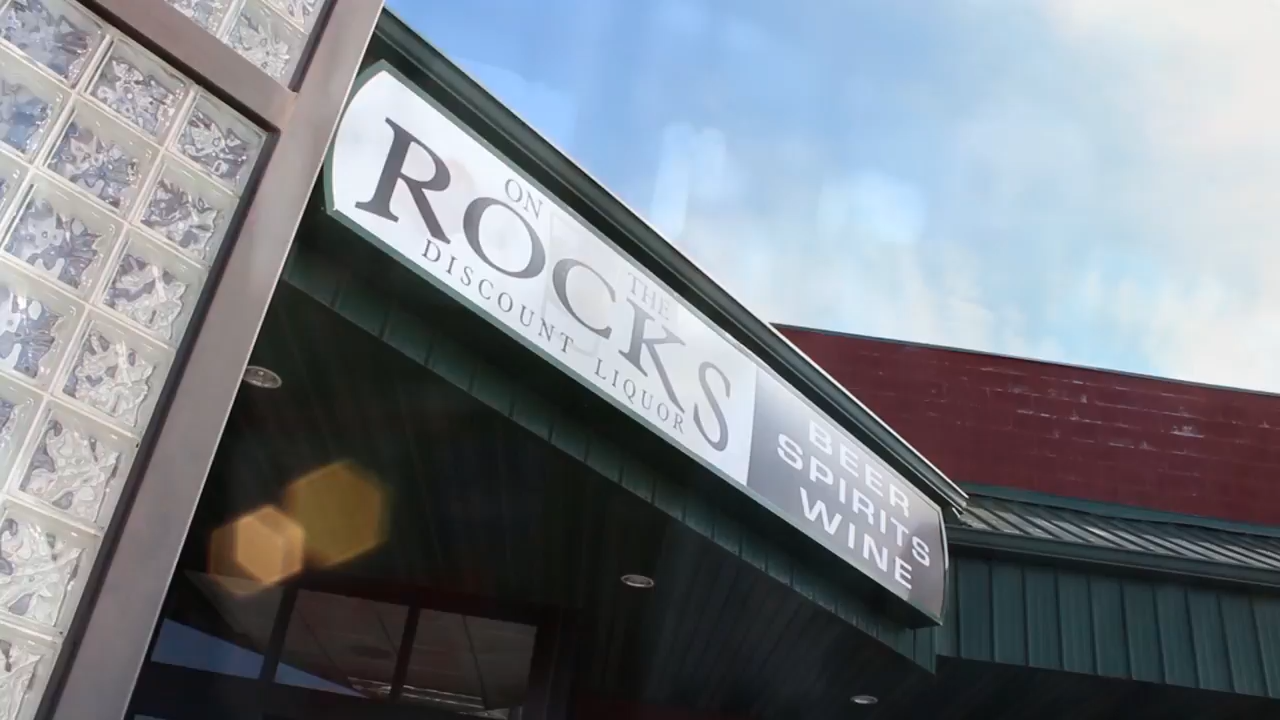 ON THE
ROCKS
DISCOUNT LIQUOR
BEER
SPIRITS
WINE